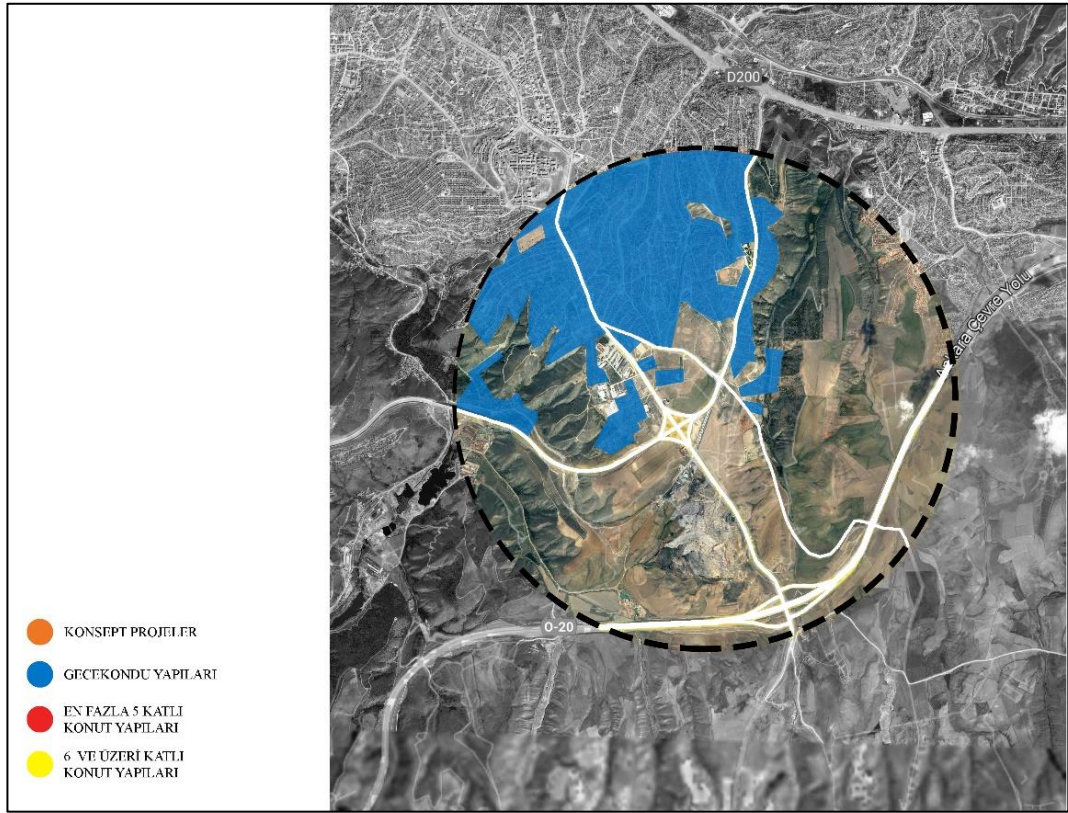 D200
Ankara Çevre Yolu
O-20
KONSEPT PROJELER
GECEKONDU YAPILARI
EN FAZLA 5 KATLI
KONUT YAPILARI
6 VE ÜZERİ KATLI
KONUT YAPILARI